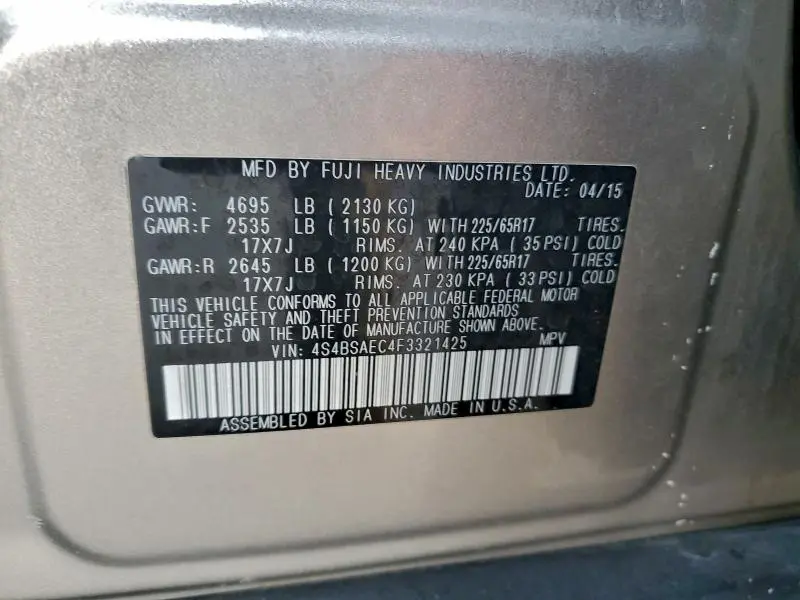 MFD BY FUJI HEAVY INDUSTRIES LTD.
DATE: 04/15
GVWR: 4695 LB ( 2130 KG)
GAWR:F 2535 LB ( 1150 KG) WITH 225/65R17 TIRES.
17X7J RIMS. AT 240 KPA ( 35 PSI) COLD
GAWR:R 2645 LB ( 1200 KG) WITH 225/65R17 TIRES.
17X7J RIMS. AT 230 KPA ( 33 PSI) COLD
THIS VEHICLE CONFORMS TO ALL APPLICABLE FEDERAL MOTOR
VEHICLE SAFETY AND THEFT PREVENTION STANDARDS
IN EFFECT ON THE DATE OF MANUFACTURE SHOWN ABOVE.
VIN: 4S4BSAEC4F3321425 MPV
ASSEMBLED BY SIA INC. MADE IN U.S.A.